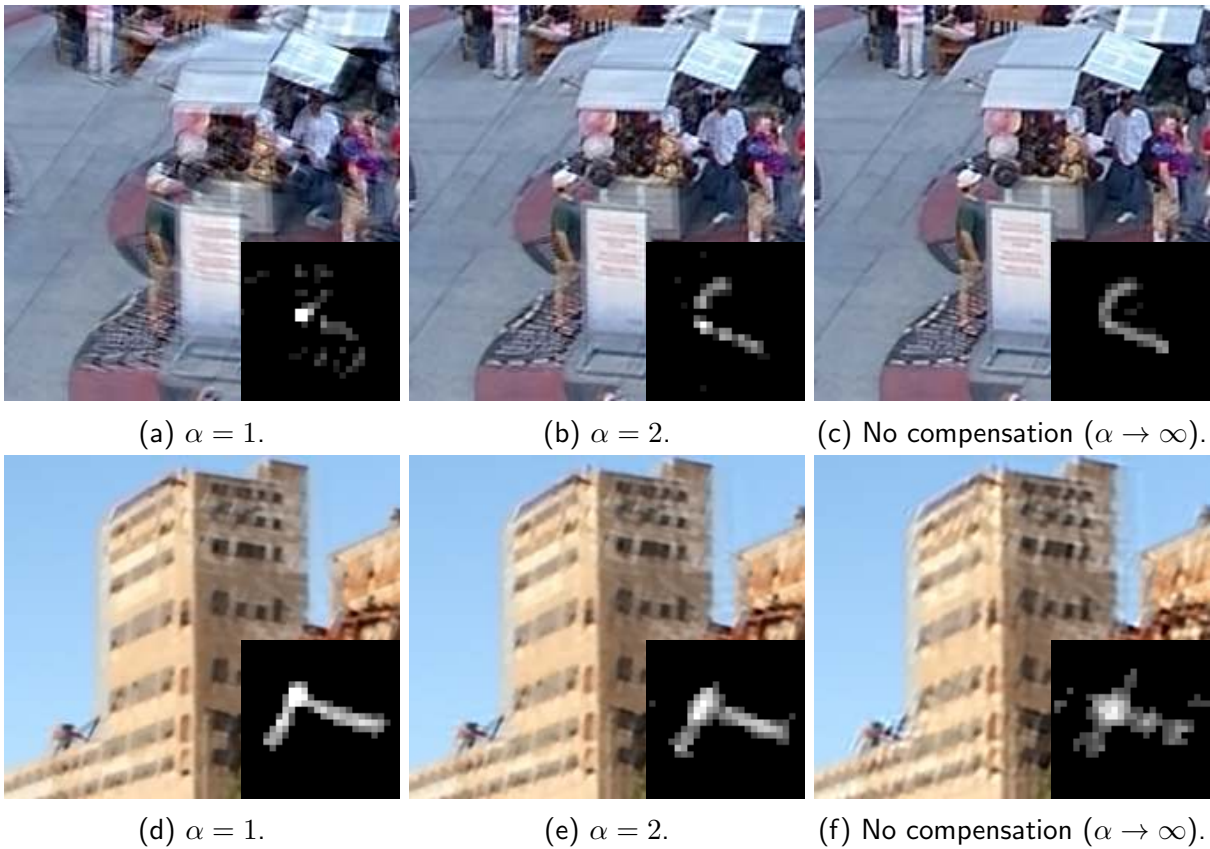 (a) α = 1.
(b) α = 2.
(c) No compensation (α → ∞).
(d) α = 1.
(e) α = 2.
(f) No compensation (α → ∞).